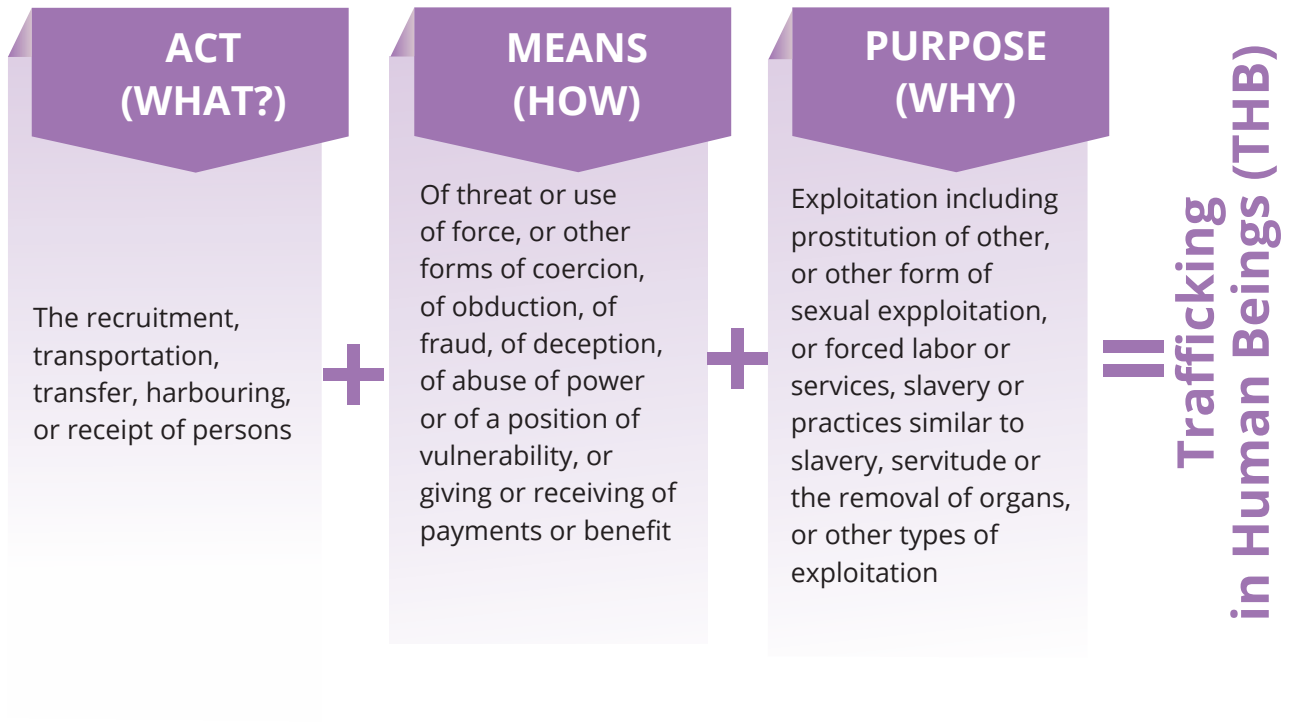 ACT
(WHAT?)
The recruitment,
transportation,
transfer, harbouring,
or receipt of persons
+
MEANS
(HOW)
Of threat or use
of force, or other
forms of coercion,
of obduction, of
fraud, of deception,
of abuse of power
or of a position of
vulnerability, or
giving or receiving of
payments or benefit
+
PURPOSE
(WHY)
Exploitation including
prostitution of other,
or other form of
sexual expploitation,
or forced labor or
services, slavery or
practices similar to
slavery, servitude or
the removal of organs,
or other types of
exploitation
=
Trafficking
in Human Beings (THB)